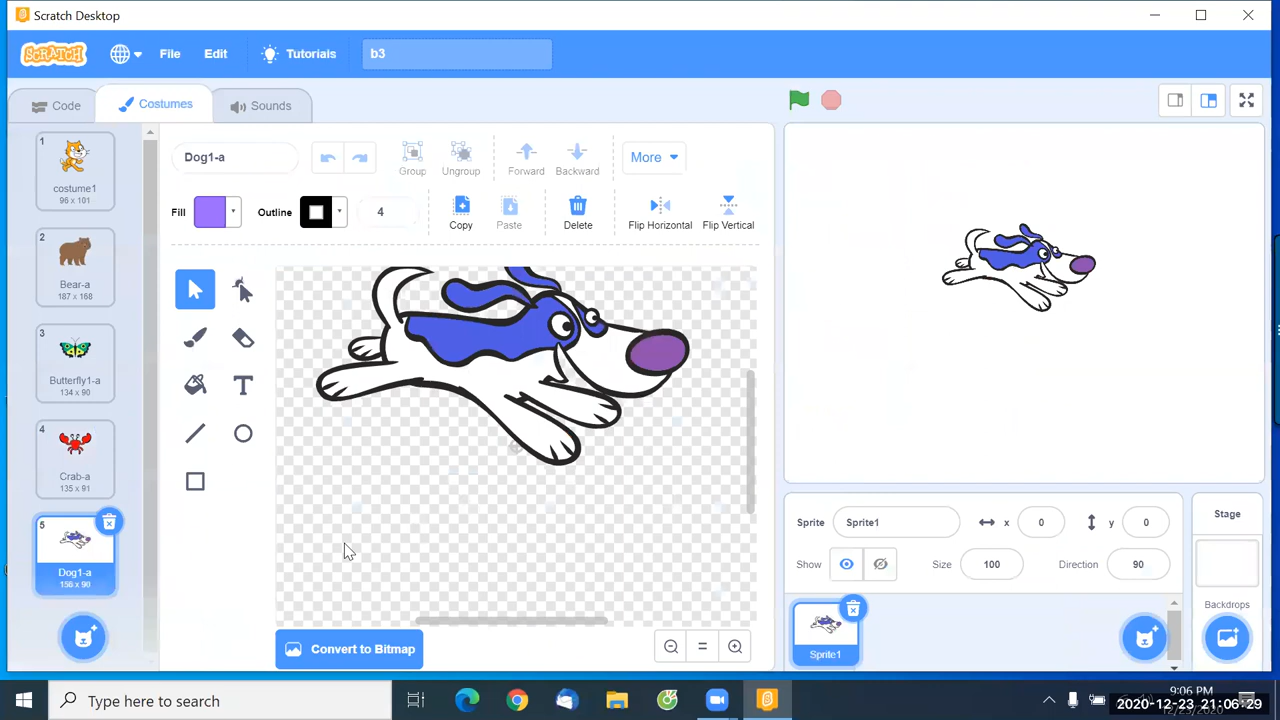 Scratch Desktop
SCRATCH
File
Edit
Tutorials
b3
Code
Costumes
Sounds
1
costume1
96 x 101
2
Bear-a
187 x 168
3
Butterfly1-a
134 x 90
4
Crab-a
135 x 91
5
Dog1-a
156 x 90
Dog1-a
Group
Ungroup
Forward
Backward
More
Fill
Outline
4
Copy
Paste
Delete
Flip Horizontal
Flip Vertical
Convert to Bitmap
Sprite
Sprite1
x
0
y
0
Show
Size
100
Direction
90
Sprite1
Stage
Backdrops
Type here to search
9:06 PM
2020-12-23 21:06:29